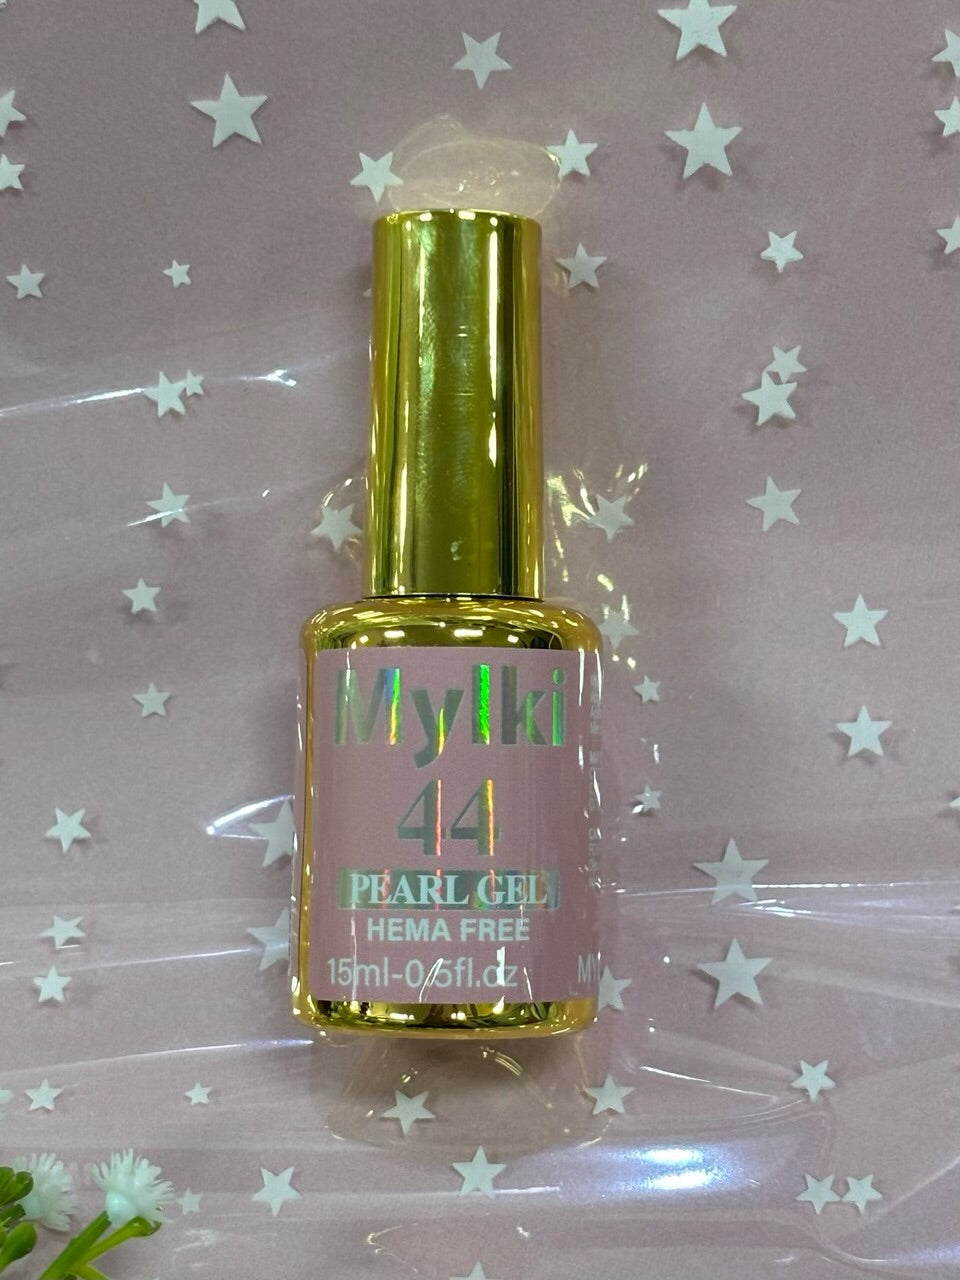 Mylki
44
PEARL GEL
HEMA FREE
15ml-0.5fl.oz